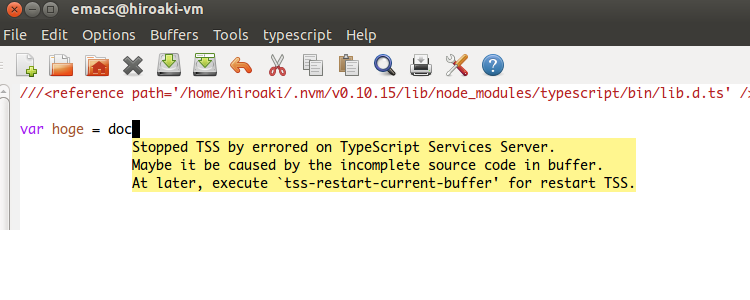 emacs@hiroaki-vm
File Edit Options Buffers Tools typescript Help
///<reference path='/home/hiroaki/.nvm/v0.10.15/lib/node_modules/typescript/bin/lib.d.ts' />
var hoge = doc
Stopped TSS by errored on TypeScript Services Server.
Maybe it be caused by the incomplete source code in buffer.
At later, execute `tss-restart-current-buffer' for restart TSS.